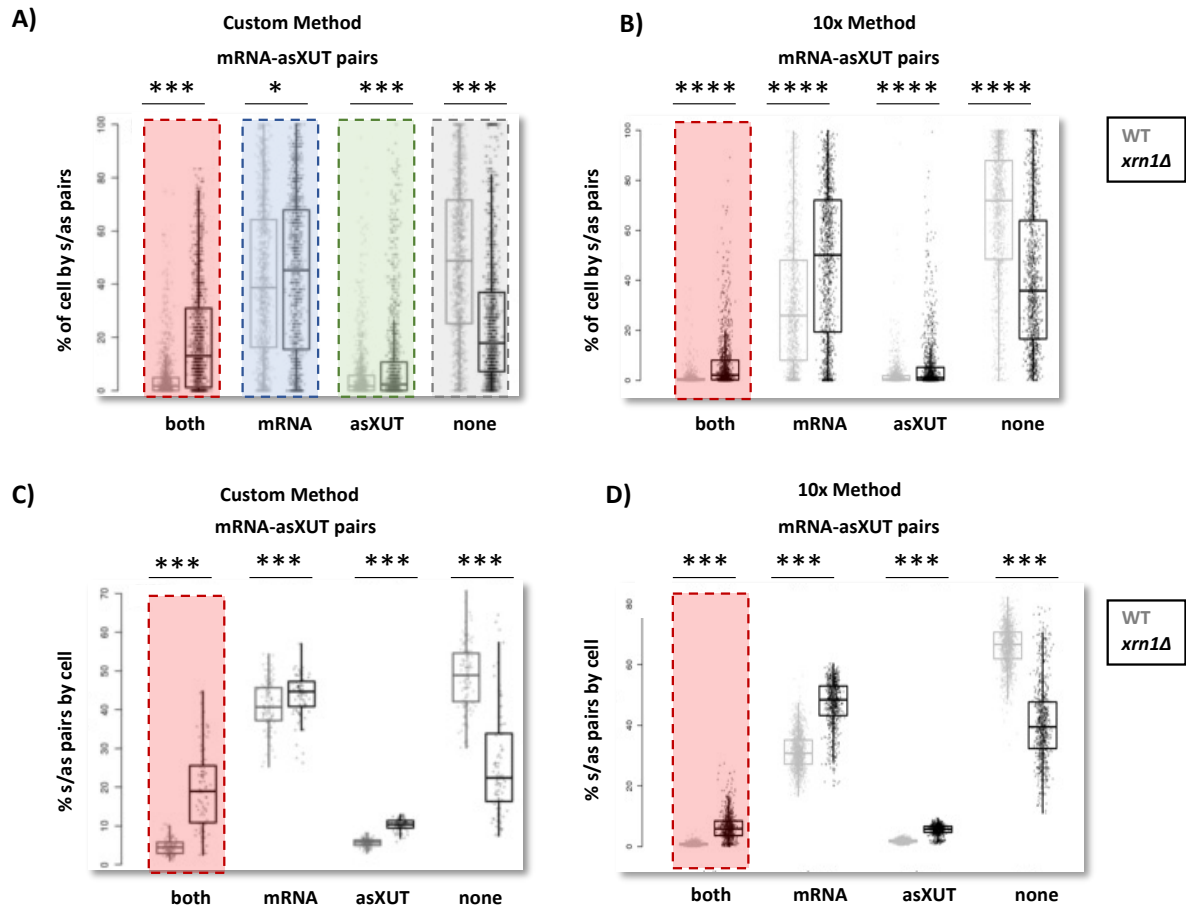 A)
Custom Method
mRNA-asXUT pairs
*** * *** ***
% of cell by s/as pairs
100
80
60
40
20
0
both mRNA asXUT none
B)
10x Method
mRNA-asXUT pairs
**** **** **** ****
% of cell by s/as pairs
100
80
60
40
20
0
both mRNA asXUT none
WT
xrn1Δ
C)
Custom Method
mRNA-asXUT pairs
*** *** *** ***
% s/as pairs by cell
70
60
50
40
30
20
10
0
both mRNA asXUT none
D)
10x Method
mRNA-asXUT pairs
*** *** *** ***
% s/as pairs by cell
80
60
40
20
0
both mRNA asXUT none
WT
xrn1Δ